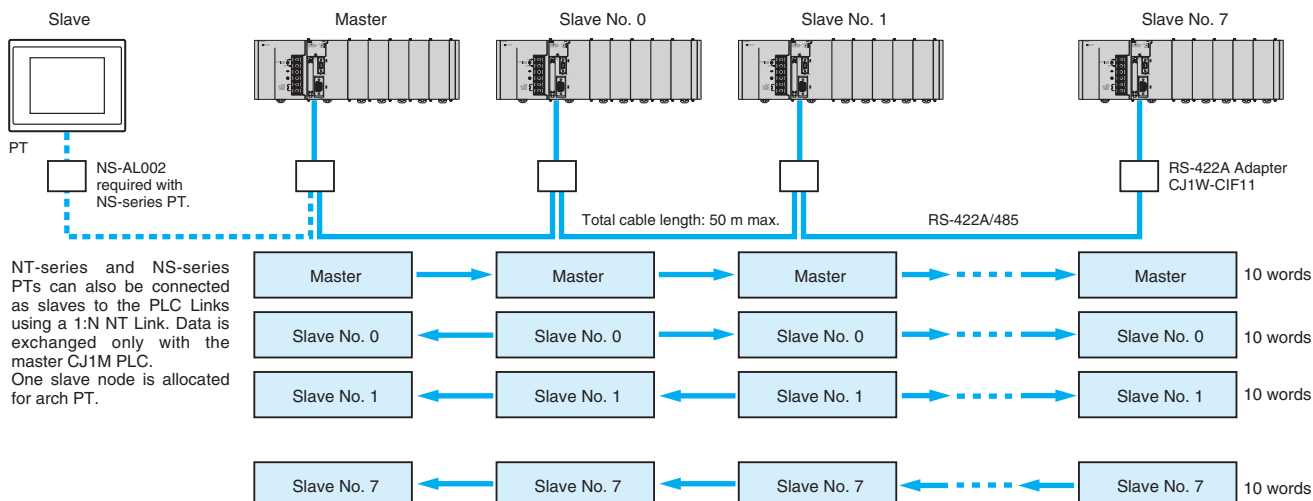 Slave
Master
Slave No. 0
Slave No. 1
Slave No. 7
PT
NS-AL002
required with
NS-series PT.
RS-422A Adapter
CJ1W-CIF11
Total cable length: 50 m max.
RS-422A/485
NT-series and NS-series
PTs can also be connected
as slaves to the PLC Links
using a 1:N NT Link. Data is
exchanged only with the
master CJ1M PLC.
One slave node is allocated
for arch PT.
Master Master Master Master 10 words
Slave No. 0 Slave No. 0 Slave No. 0 Slave No. 0 10 words
Slave No. 1 Slave No. 1 Slave No. 1 Slave No. 1 10 words
Slave No. 7 Slave No. 7 Slave No. 7 Slave No. 7 10 words